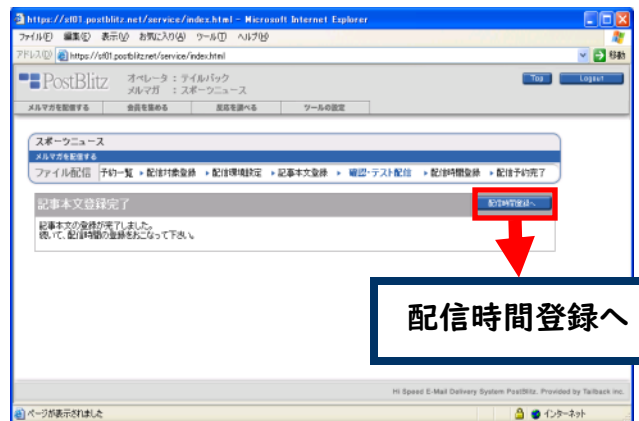 https://sf01.postblitz.net/service/index.html - Microsoft Internet Explorer
ファイル(F) 編集(E) 表示(V) お気に入り(A) ツール(T) ヘルプ(H)
アドレス(D) https://sf01.postblitz.net/service/index.html 移動
PostBlitz オペレータ : テイルバック
メルマガ : スポーツニュース
Top Logout
メルマガを配信する 会員を集める 反応を調べる ツールの設定
スポーツニュース
メルマガを配信する
ファイル配信 予約一覧 ▸ 配信対象登録 ▸ 配信環境設定 ▸ 記事本文登録 ▸ 確認・テスト配信 ▸ 配信時間登録 ▸ 配信予約完了
記事本文登録完了 配信時間登録へ
記事本文の登録が完了しました。
続いて、配信時間の登録をおこなって下さい。
配信時間登録へ
Hi Speed E-Mail Delivery System PostBlitz. Provided by Tailback inc.
ページが表示されました インターネット